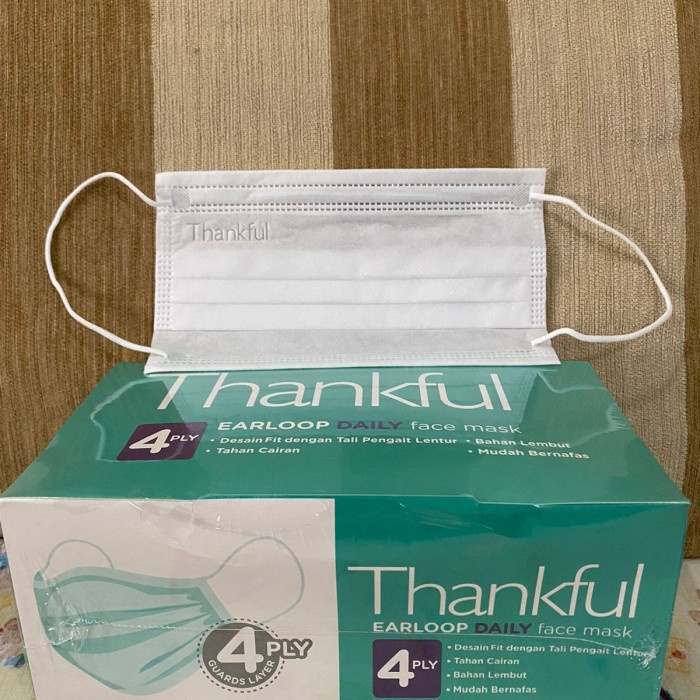 Thankful
Thankful
EARLOOP DAILY face mask
4 PLY
• Desain Fit dengan Tali Pengait Lentur • Bahan Lembut
• Tahan Cairan • Mudah Bernafas
Thankful
EARLOOP DAILY face mask
4 PLY
• Desain Fit dengan Tali Pengait Lentur
• Tahan Cairan
• Bahan Lembut
• Mudah Bernafas
4 PLY
GUARDS LAYER